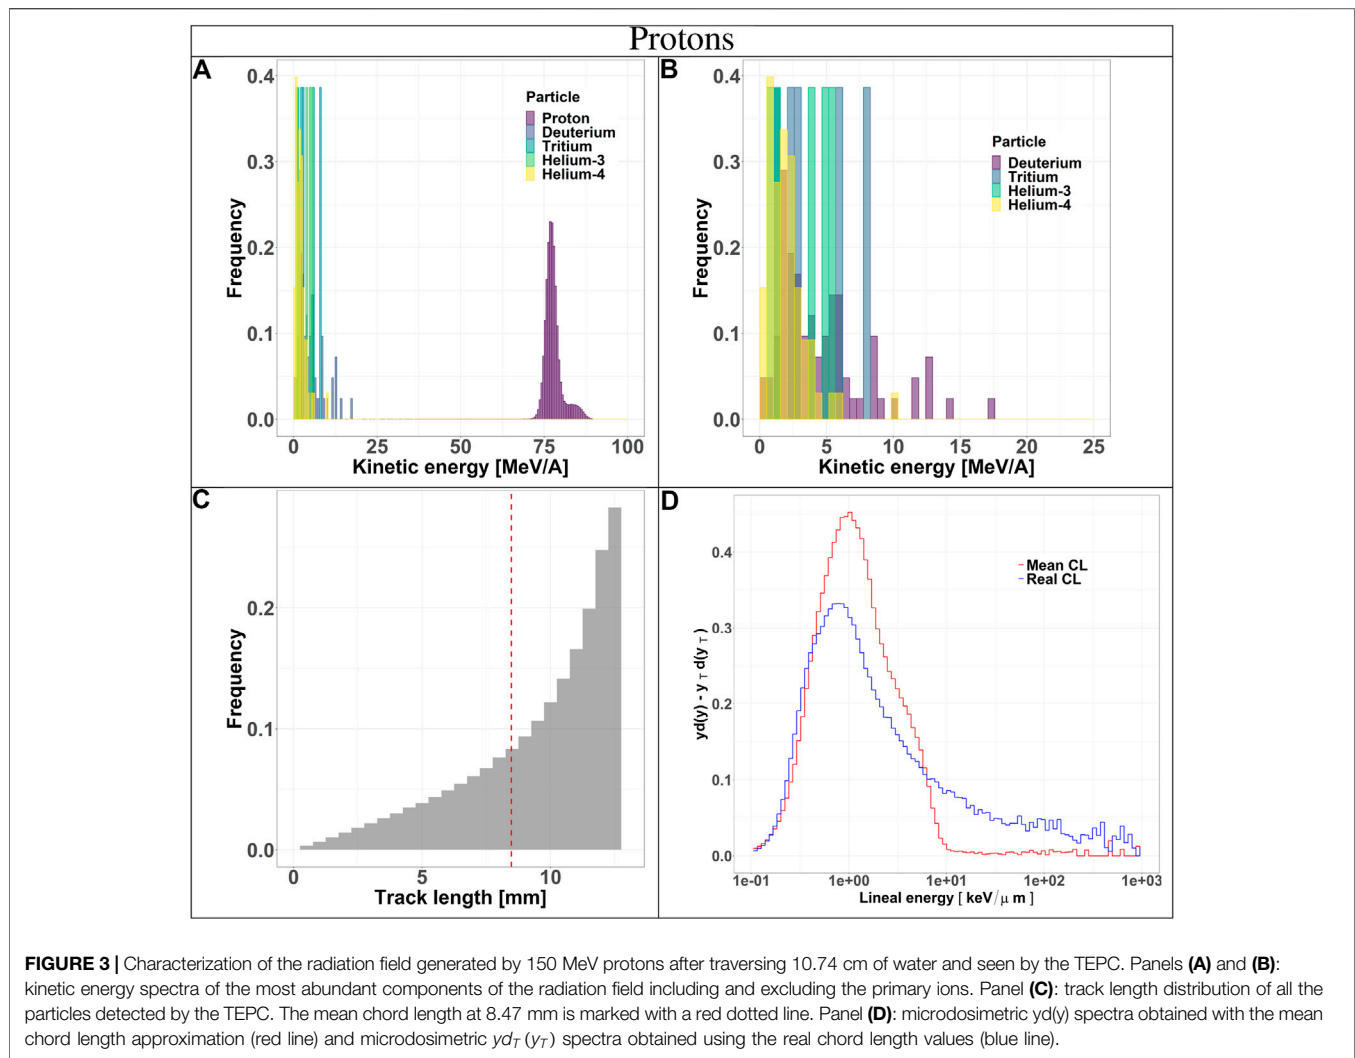 Protons
A
Frequency
0.4
0.3
0.2
0.1
0.0
Particle
Proton
Deuterium
Tritium
Helium-3
Helium-4
0 25 50 75 100
Kinetic energy [MeV/A]
B
Frequency
0.4
0.3
0.2
0.1
0.0
Particle
Deuterium
Tritium
Helium-3
Helium-4
0 5 10 15 20 25
Kinetic energy [MeV/A]
C
Frequency
0.2
0.1
0.0
0 5 10
Track length [mm]
D
yd(y) - y T d(y T )
0.4
0.3
0.2
0.1
0.0
Mean CL
Real CL
1e-01 1e+00 1e+01 1e+02 1e+03
Lineal energy [ keV/μ m ]
FIGURE 3 | Characterization of the radiation field generated by 150 MeV protons after traversing 10.74 cm of water and seen by the TEPC. Panels (A) and (B):
kinetic energy spectra of the most abundant components of the radiation field including and excluding the primary ions. Panel (C): track length distribution of all the
particles detected by the TEPC. The mean chord length at 8.47 mm is marked with a red dotted line. Panel (D): microdosimetric yd(y) spectra obtained with the mean
chord length approximation (red line) and microdosimetric yd_T (y_T) spectra obtained using the real chord length values (blue line).